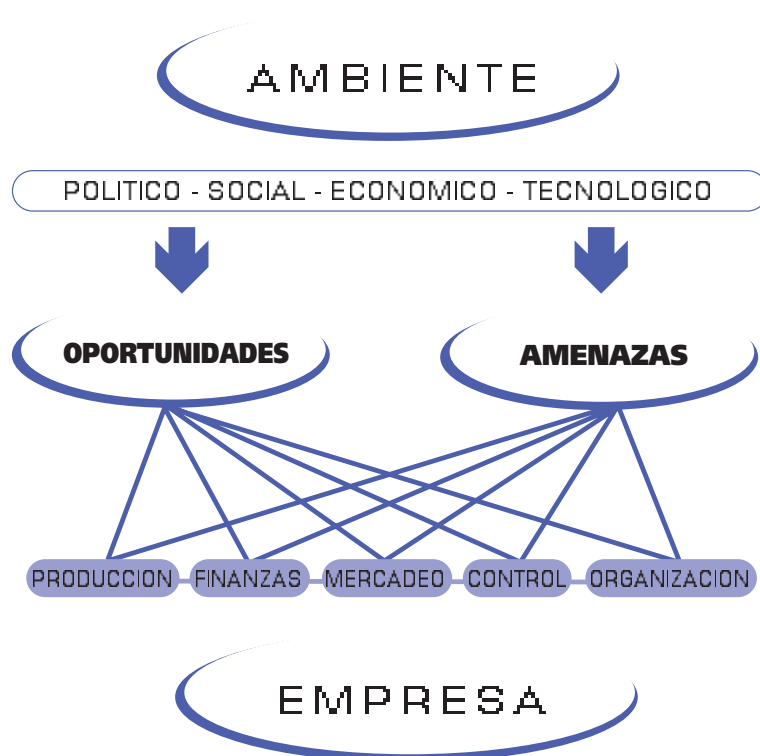 AMBIENTE
POLITICO - SOCIAL - ECONOMICO - TECNOLOGICO
OPORTUNIDADES AMENAZAS
PRODUCCION FINANZAS MERCADEO CONTROL ORGANIZACION
EMPRESA